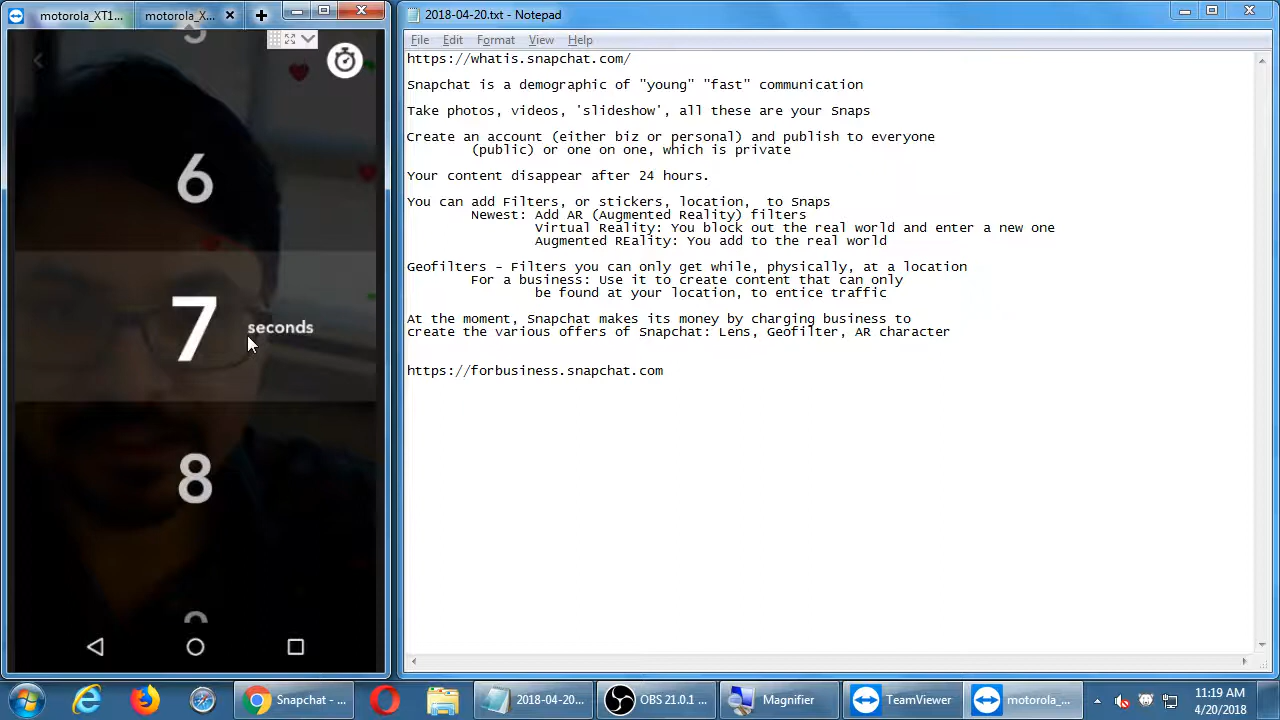 motorola_XT1...
motorola_X...
6
7
seconds
8
2018-04-20.txt - Notepad
File Edit Format View Help
https://whatis.snapchat.com/
Snapchat is a demographic of "young" "fast" communication
Take photos, videos, 'slideshow', all these are your Snaps
Create an account (either biz or personal) and publish to everyone
(public) or one on one, which is private
Your content disappear after 24 hours.
You can add Filters, or stickers, location,  to Snaps
Newest: Add AR (Augmented Reality) filters
Virtual Reality: You block out the real world and enter a new one
Augmented REality: You add to the real world
Geofilters - Filters you can only get while, physically, at a location
For a business: Use it to create content that can only
be found at your location, to entice traffic
At the moment, Snapchat makes its money by charging business to
create the various offers of Snapchat: Lens, Geofilter, AR character
https://forbusiness.snapchat.com
Snapchat - ...
2018-04-20...
OBS 21.0.1 ...
Magnifier
TeamViewer
motorola_...
11:19 AM
4/20/2018